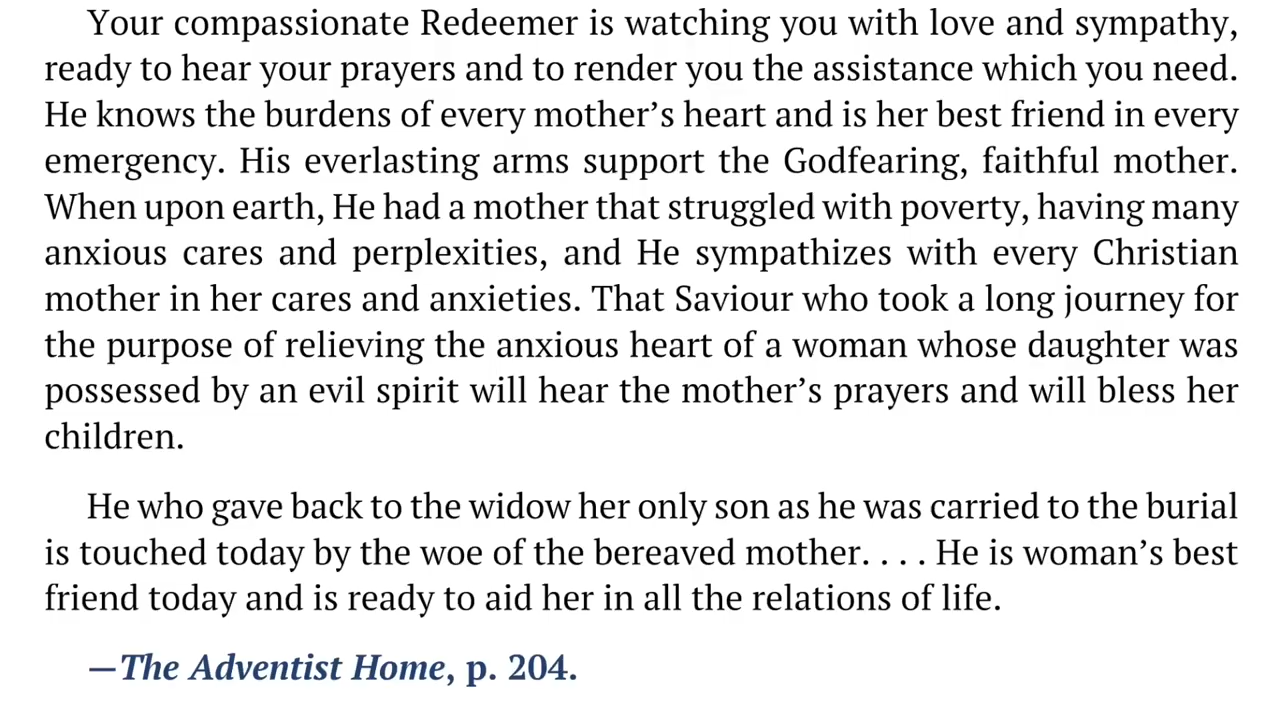 Your compassionate Redeemer is watching you with love and sympathy,
ready to hear your prayers and to render you the assistance which you need.
He knows the burdens of every mother’s heart and is her best friend in every
emergency. His everlasting arms support the Godfearing, faithful mother.
When upon earth, He had a mother that struggled with poverty, having many
anxious cares and perplexities, and He sympathizes with every Christian
mother in her cares and anxieties. That Saviour who took a long journey for
the purpose of relieving the anxious heart of a woman whose daughter was
possessed by an evil spirit will hear the mother’s prayers and will bless her
children.
He who gave back to the widow her only son as he was carried to the burial
is touched today by the woe of the bereaved mother. . . . He is woman’s best
friend today and is ready to aid her in all the relations of life.
—The Adventist Home, p. 204.